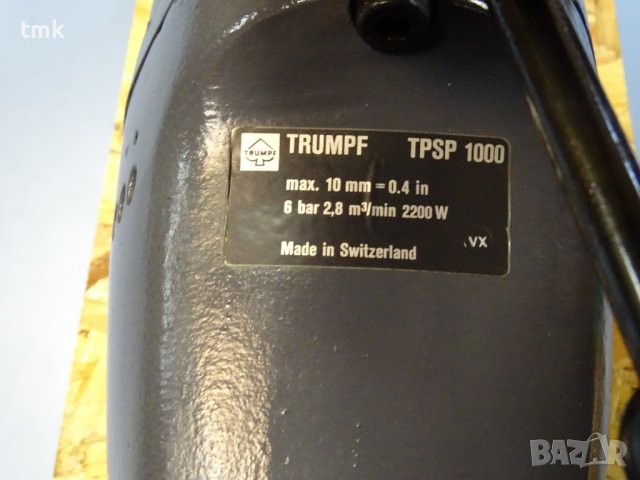 tmk
TRUMPF
TRUMPF TPSP 1000
max. 10 mm = 0.4 in
6 bar 2,8 m³/min 2200 W
Made in Switzerland
VX
BAZAR